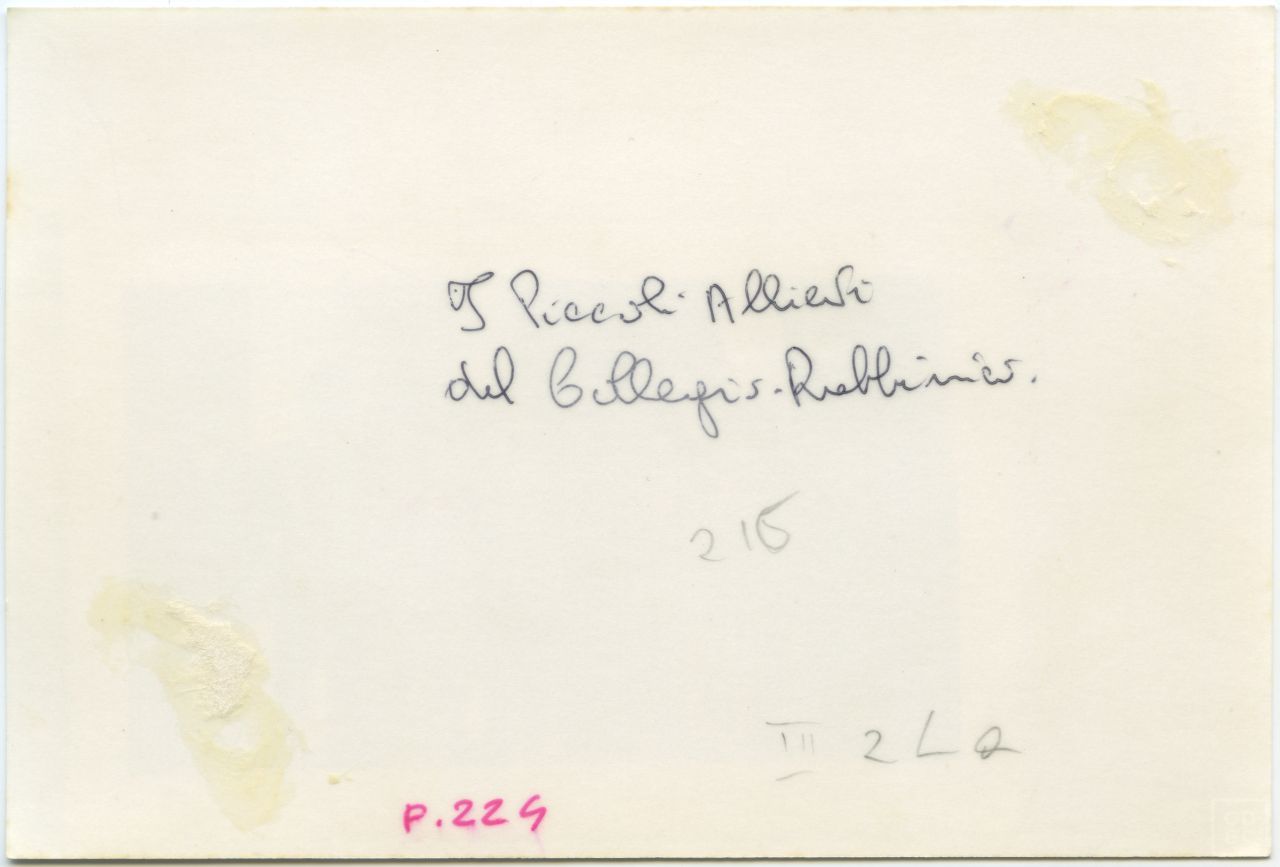 I Piccoli Allievi
del Collegio-Rabbinico.
215
III 2 L a
P.224